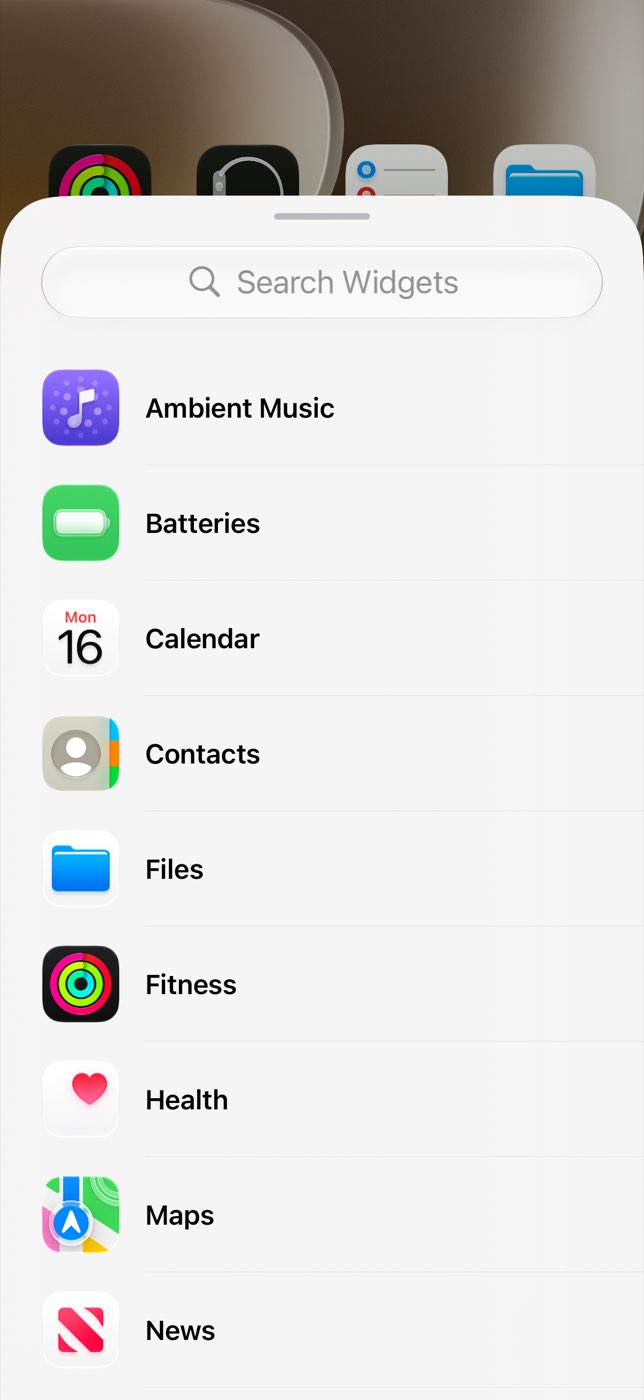 Search Widgets
Ambient Music
Batteries
Mon
16
Calendar
Contacts
Files
Fitness
Health
Maps
News